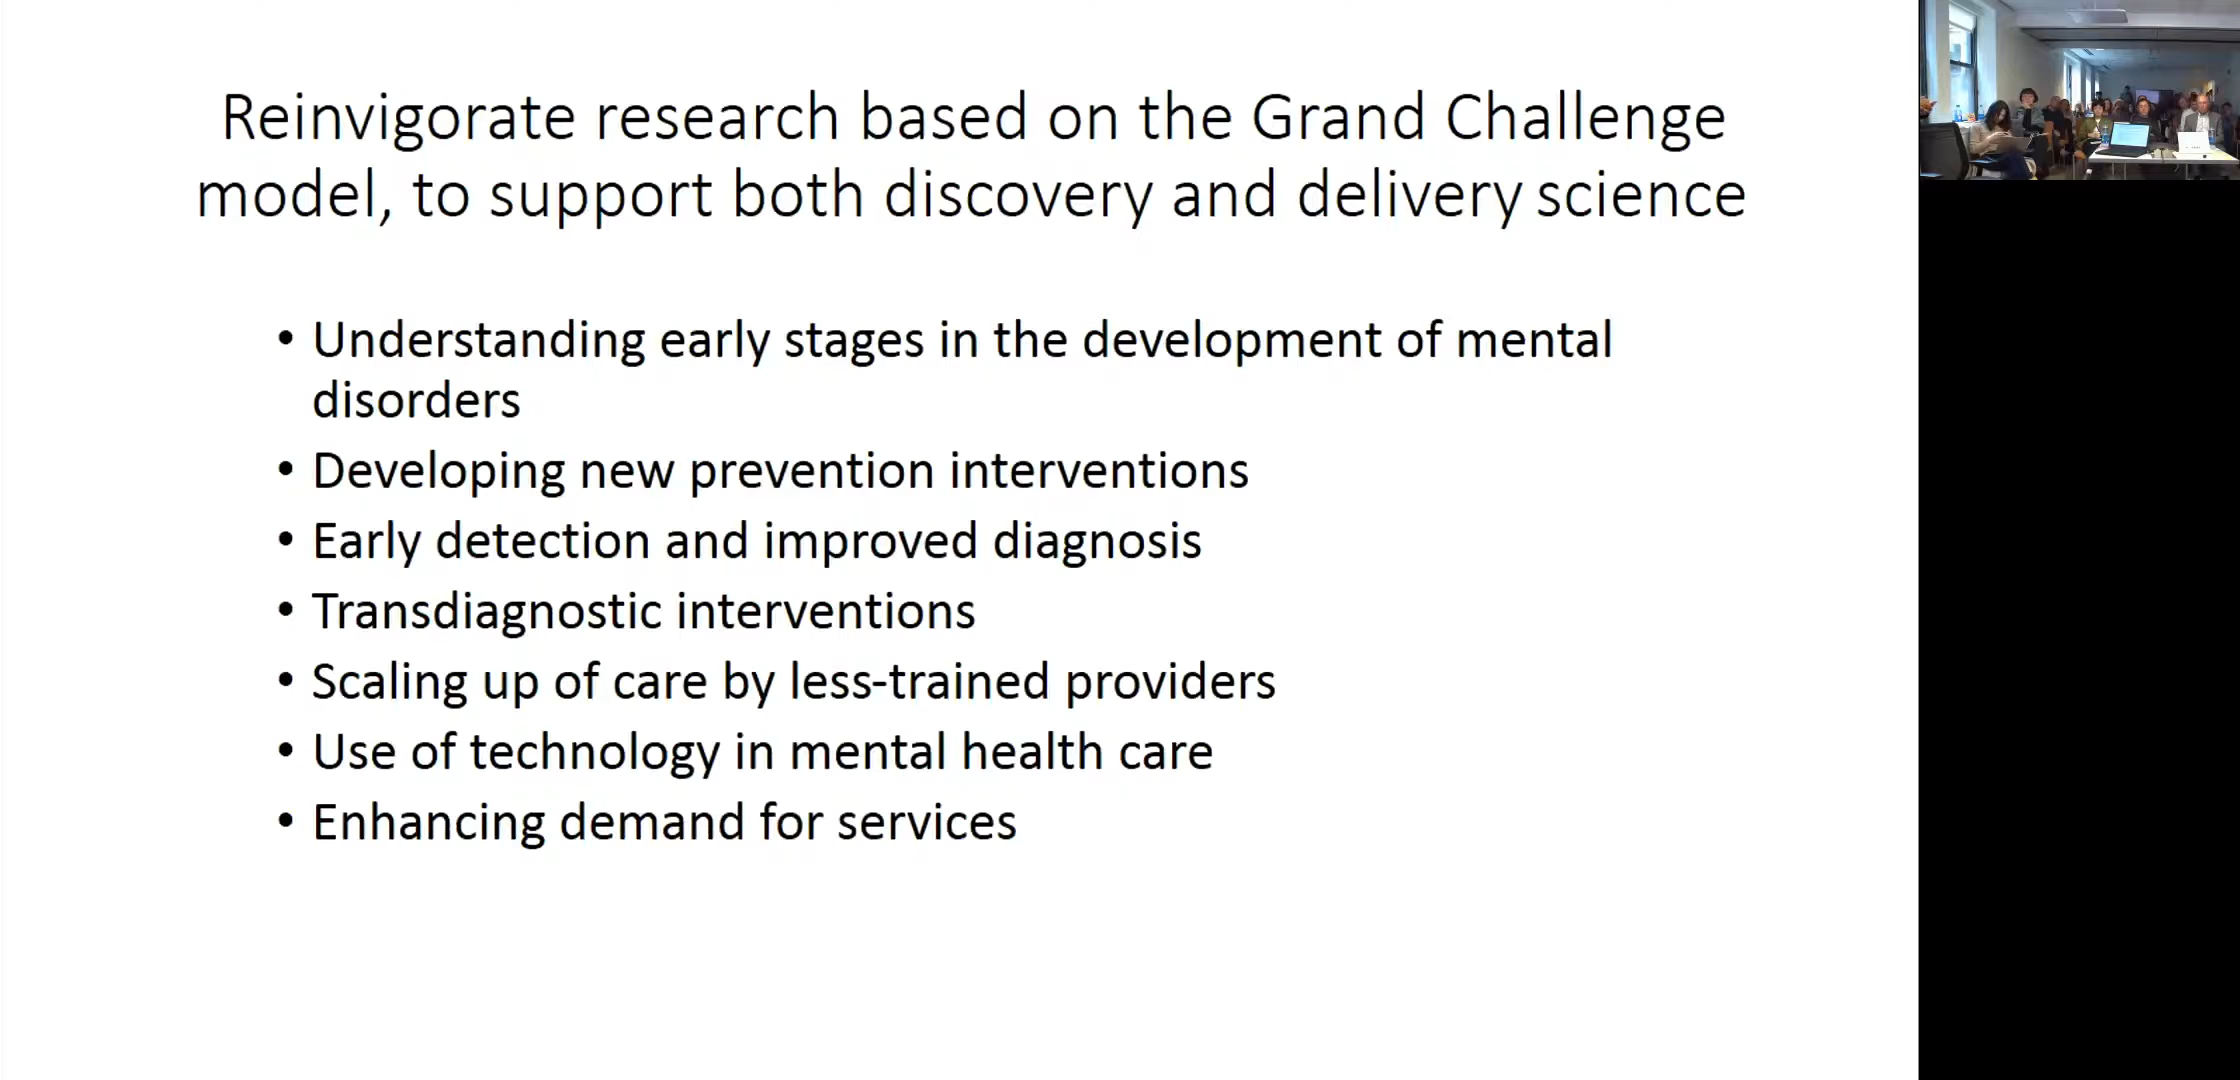 Reinvigorate research based on the Grand Challenge
model, to support both discovery and delivery science
• Understanding early stages in the development of mental
disorders
• Developing new prevention interventions
• Early detection and improved diagnosis
• Transdiagnostic interventions
• Scaling up of care by less-trained providers
• Use of technology in mental health care
• Enhancing demand for services